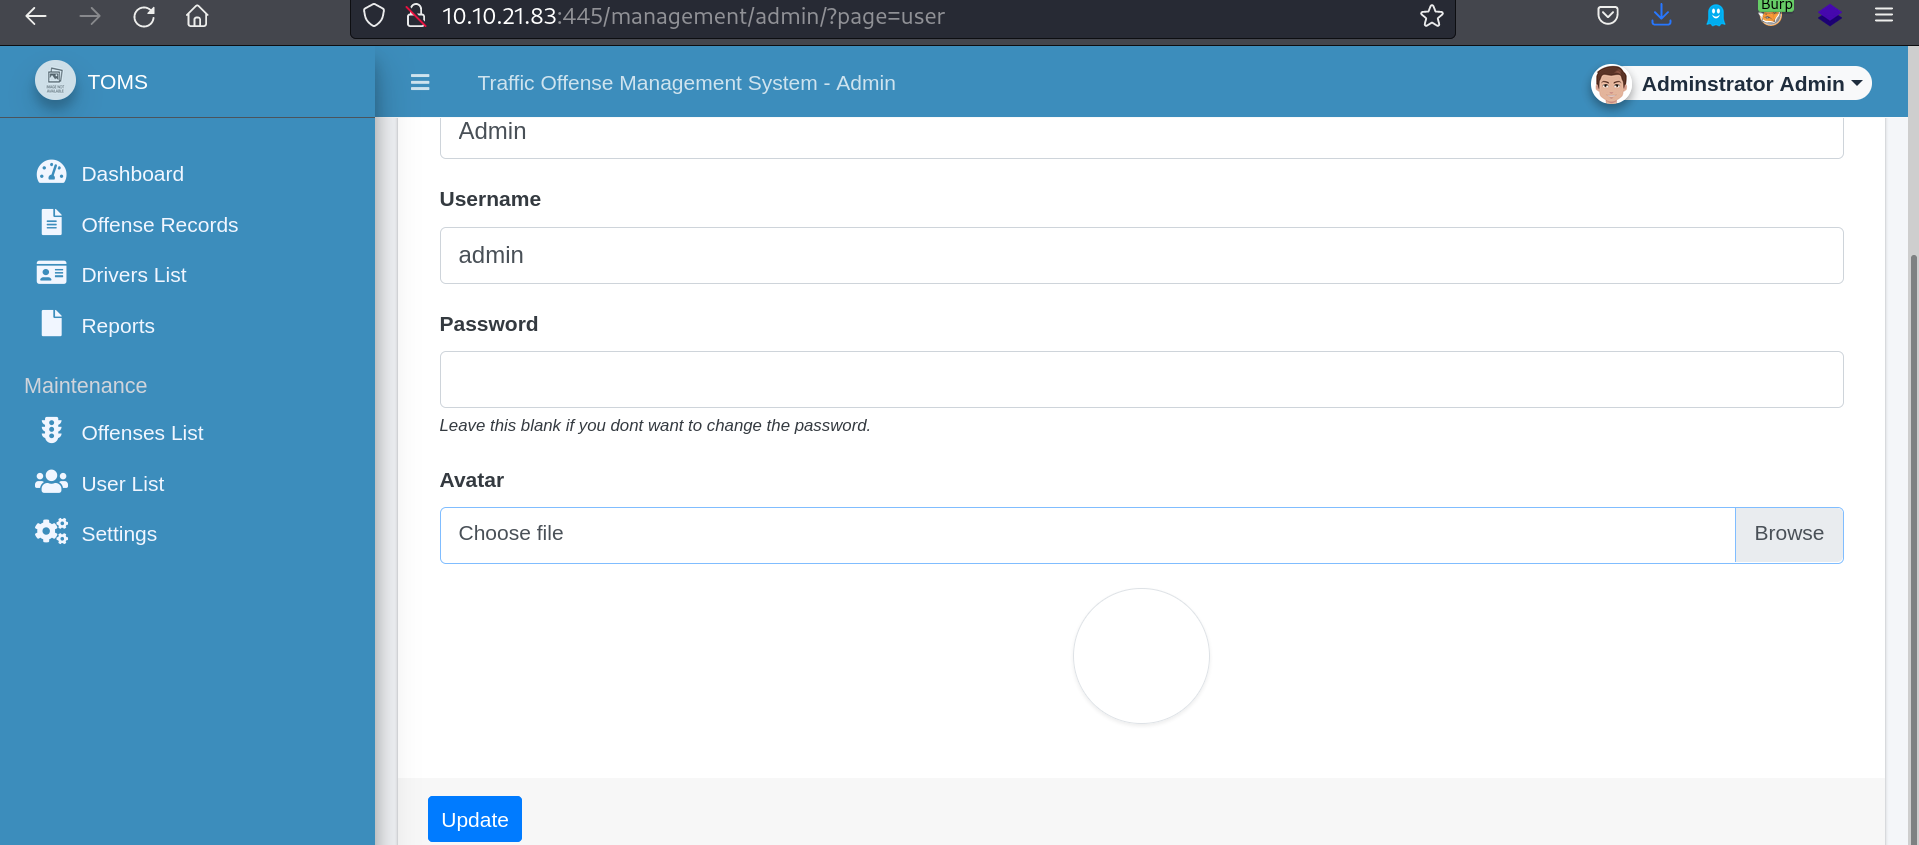 Burp
10.10.21.83:445/management/admin/?page=user
TOMS
Traffic Offense Management System - Admin
Adminstrator Admin
Dashboard
Offense Records
Drivers List
Reports
Maintenance
Offenses List
User List
Settings
Admin
Username
admin
Password
Leave this blank if you dont want to change the password.
Avatar
Choose file
Browse
Update